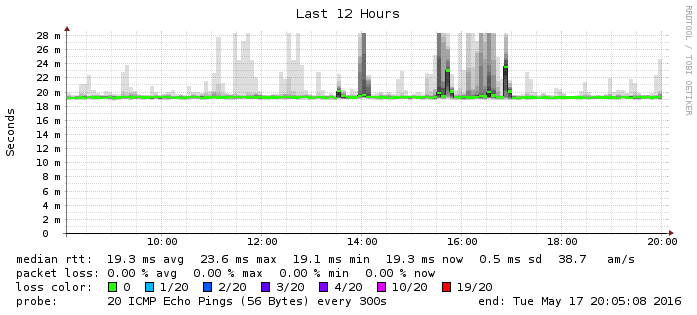 Last 12 Hours
RRDTOOL / TOBI OETIKER
Seconds
28 m
26 m
24 m
22 m
20 m
18 m
16 m
14 m
12 m
10 m
8 m
6 m
4 m
2 m
0
10:00 12:00 14:00 16:00 18:00 20:00
median rtt: 19.3 ms avg 23.6 ms max 19.1 ms min 19.3 ms now 0.5 ms sd 38.7 am/s
packet loss: 0.00 % avg 0.00 % max 0.00 % min 0.00 % now
loss color: 0 1/20 2/20 3/20 4/20 10/20 19/20
probe: 20 ICMP Echo Pings (56 Bytes) every 300s end: Tue May 17 20:05:08 2016